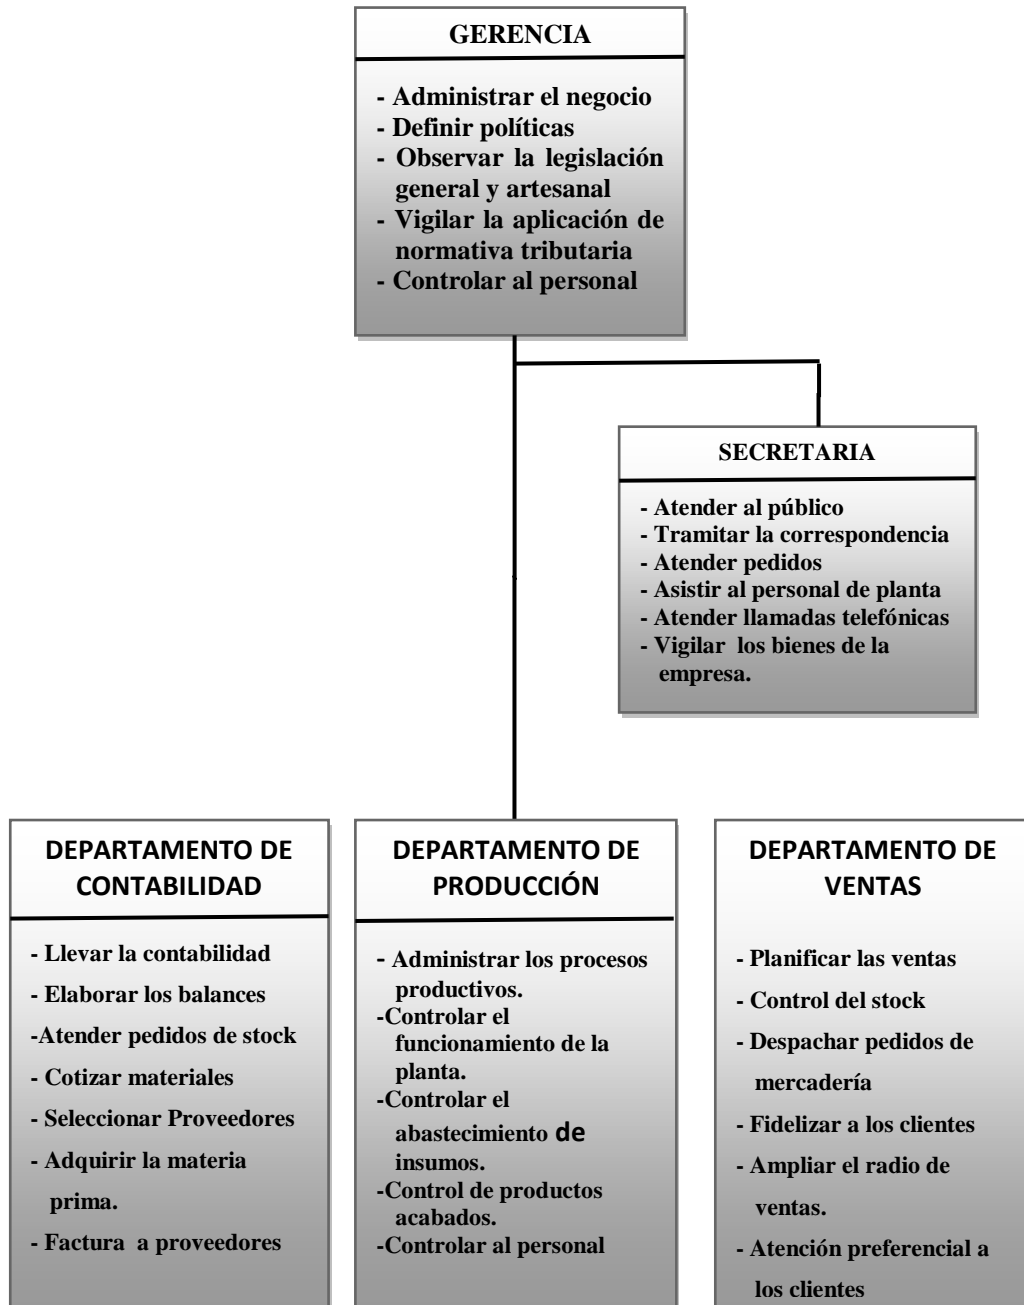 GERENCIA
- Administrar el negocio
- Definir políticas
- Observar la legislación
general y artesanal
- Vigilar la aplicación de
normativa tributaria
- Controlar al personal
SECRETARIA
- Atender al público
- Tramitar la correspondencia
- Atender pedidos
- Asistir al personal de planta
- Atender llamadas telefónicas
- Vigilar los bienes de la
empresa.
DEPARTAMENTO DE
CONTABILIDAD
- Llevar la contabilidad
- Elaborar los balances
-Atender pedidos de stock
- Cotizar materiales
- Seleccionar Proveedores
- Adquirir la materia
prima.
- Factura a proveedores
DEPARTAMENTO DE
PRODUCCIÓN
- Administrar los procesos
productivos.
-Controlar el
funcionamiento de la
planta.
-Controlar el
abastecimiento de
insumos.
-Control de productos
acabados.
-Controlar al personal
DEPARTAMENTO DE
VENTAS
- Planificar las ventas
- Control del stock
- Despachar pedidos de
mercadería
- Fidelizar a los clientes
- Ampliar el radio de
ventas.
- Atención preferencial a
los clientes